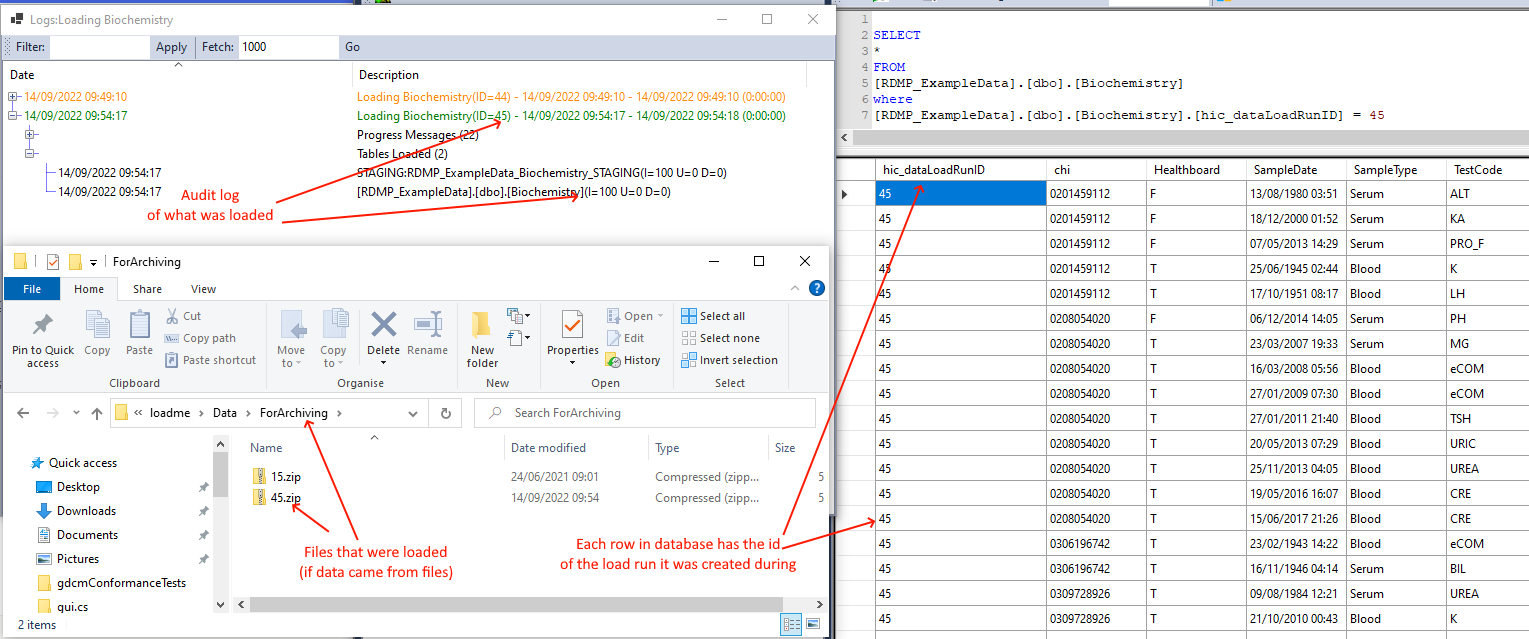 Logs:Loading Biochemistry
Filter: Apply Fetch: 1000 Go
Date Description
14/09/2022 09:49:10 Loading Biochemistry(ID=44) - 14/09/2022 09:49:10 - 14/09/2022 09:49:10 (0:00:00)
14/09/2022 09:54:17 Loading Biochemistry(ID=45) - 14/09/2022 09:54:17 - 14/09/2022 09:54:18 (0:00:00)
Progress Messages (22)
Tables Loaded (2)
14/09/2022 09:54:17 STAGING:RDMP_ExampleData_Biochemistry_STAGING(I=100 U=0 D=0)
14/09/2022 09:54:17 [RDMP_ExampleData].[dbo].[Biochemistry](I=100 U=0 D=0)
Audit log
of what was loaded
ForArchiving
File Home Share View
Pin to Quick access
Copy
Paste
Cut
Copy path
Paste shortcut
Clipboard
Move to
Copy to
Delete
Rename
Organise
New folder
New
Properties
Open
Edit
History
Open
Select all
Select none
Invert selection
Select
« loadme › Data › ForArchiving ›
Search ForArchiving
Name Date modified Type Size
15.zip 24/06/2021 09:01 Compressed (zipp... 5
45.zip 14/09/2022 09:54 Compressed (zipp... 5
Quick access
Desktop
Downloads
Documents
Pictures
gdcmConformanceTests
gui.cs
2 items
Files that were loaded
(if data came from files)
Each row in database has the id
of the load run it was created during
1
2 SELECT
3 *
4 FROM
5 [RDMP_ExampleData].[dbo].[Biochemistry]
6 where
7 [RDMP_ExampleData].[dbo].[Biochemistry].[hic_dataLoadRunID] = 45
hic_dataLoadRunID chi Healthboard SampleDate SampleType TestCode
45 0201459112 F 13/08/1980 03:51 Serum ALT
45 0201459112 F 18/12/2000 01:52 Serum KA
45 0201459112 F 07/05/2013 14:29 Serum PRO_F
45 0201459112 T 25/06/1945 02:44 Blood K
45 0201459112 T 17/10/1951 08:17 Blood LH
45 0208054020 F 06/12/2014 14:05 Serum PH
45 0208054020 T 23/03/2007 19:33 Serum MG
45 0208054020 T 16/03/2008 05:56 Blood eCOM
45 0208054020 T 27/01/2009 07:30 Blood eCOM
45 0208054020 T 27/01/2011 21:40 Blood TSH
45 0208054020 T 20/05/2013 07:29 Blood URIC
45 0208054020 T 25/11/2013 04:05 Blood UREA
45 0208054020 T 19/05/2016 16:07 Blood CRE
45 0208054020 T 15/06/2017 21:26 Blood CRE
45 0306196742 T 23/02/1943 14:22 Blood eCOM
45 0306196742 T 16/11/1946 04:14 Serum BIL
45 0309728926 T 09/08/1984 12:21 Serum UREA
45 0309728926 T 21/10/2010 00:43 Blood K